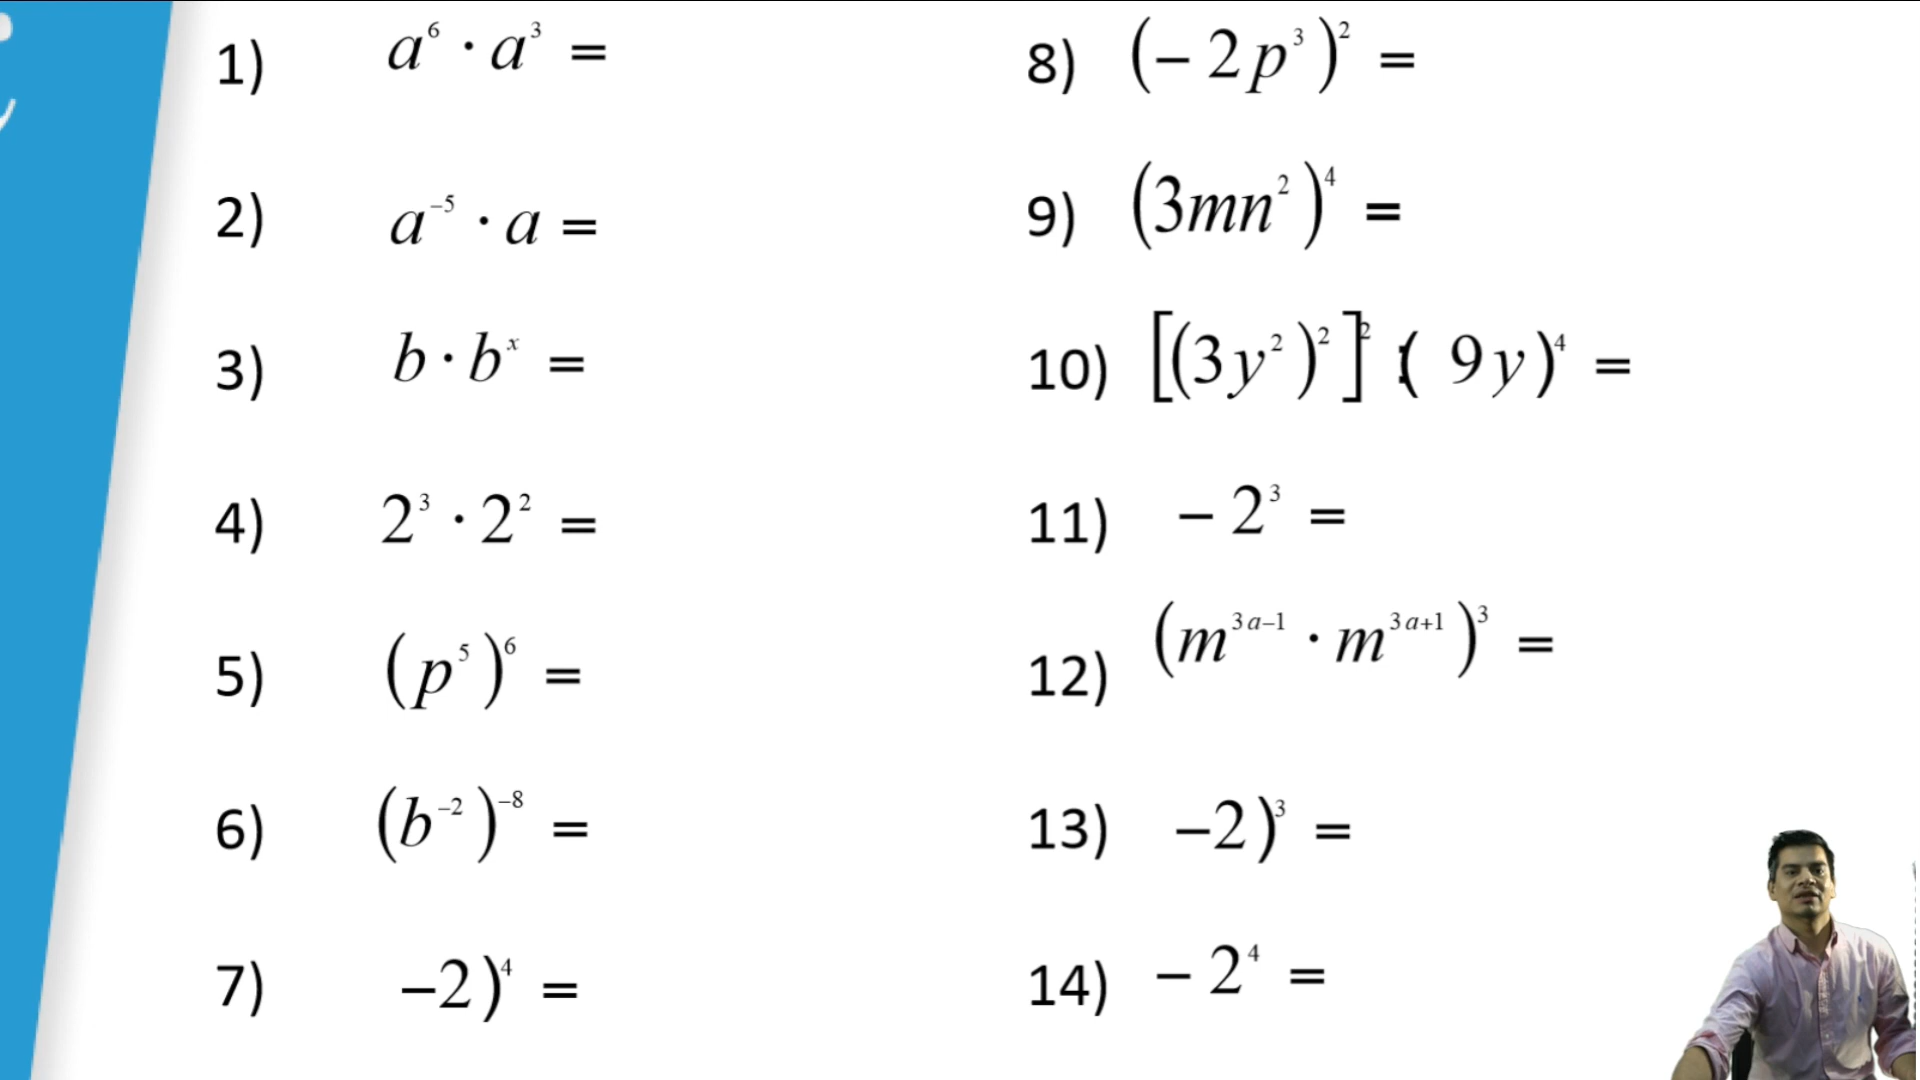 1) a⁶ · a³ =
2) a⁻⁵ · a =
3) b · bˣ =
4) 2³ · 2² =
5) (p⁵)⁶ =
6) (b⁻²)⁻⁸ =
7) −2)⁴ =
8) (− 2p³)² =
9) (3mn²)⁴ =
10) [(3y²)²]² : ( 9y)⁴ =
11) − 2³ =
12) (m³ᵃ⁻¹ · m³ᵃ⁺¹)³ =
13) −2)³ =
14) − 2⁴ =